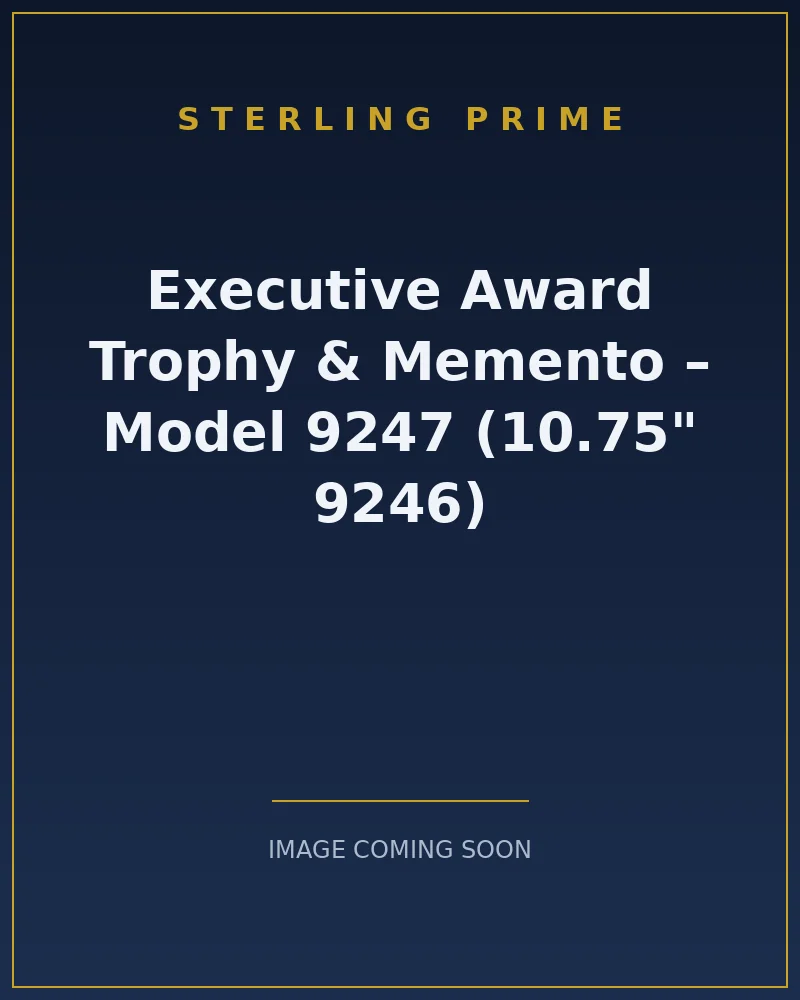 STERLING PRIME
Executive Award
Trophy & Memento –
Model 9247 (10.75"
9246)
IMAGE COMING SOON